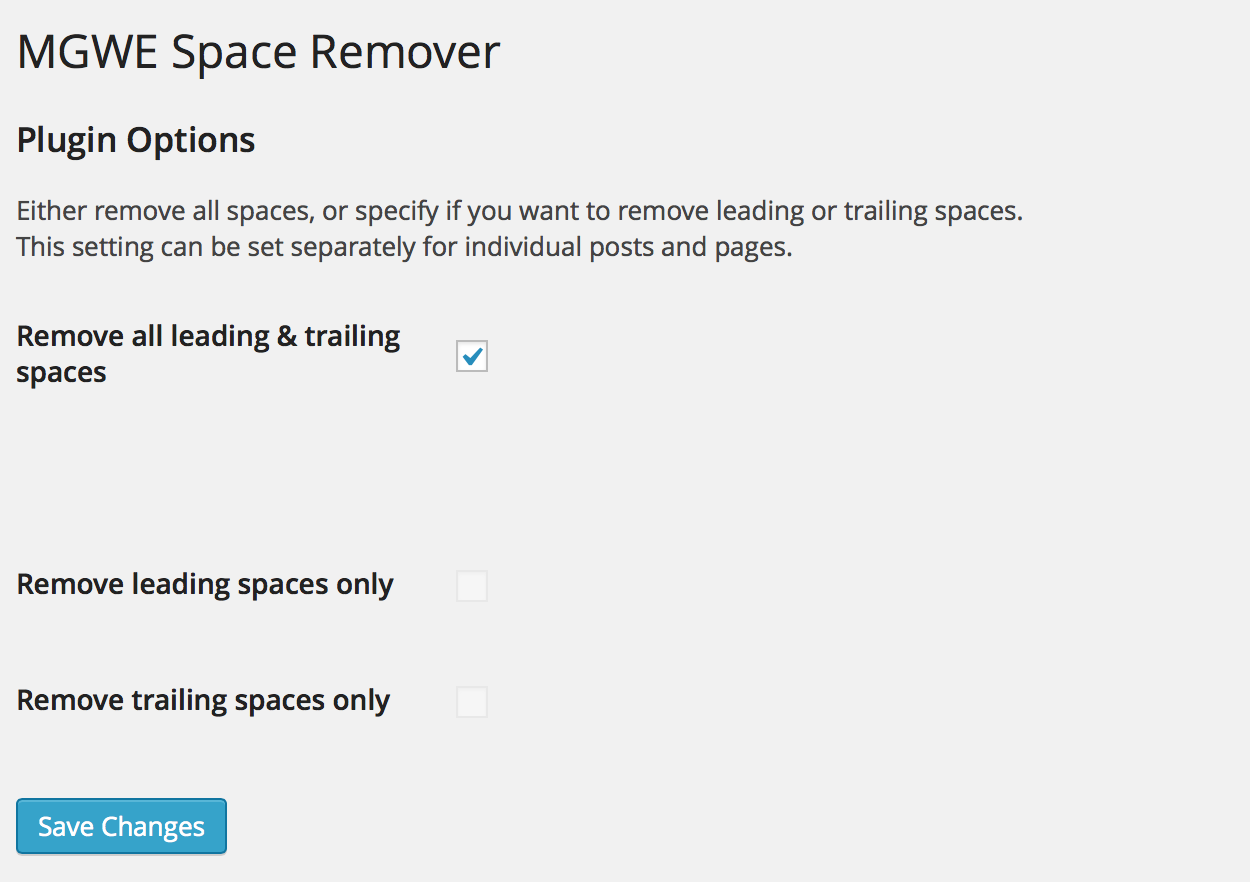 MGWE Space Remover
Plugin Options
Either remove all spaces, or specify if you want to remove leading or trailing spaces.
This setting can be set separately for individual posts and pages.
Remove all leading & trailing
spaces
Remove leading spaces only
Remove trailing spaces only
Save Changes